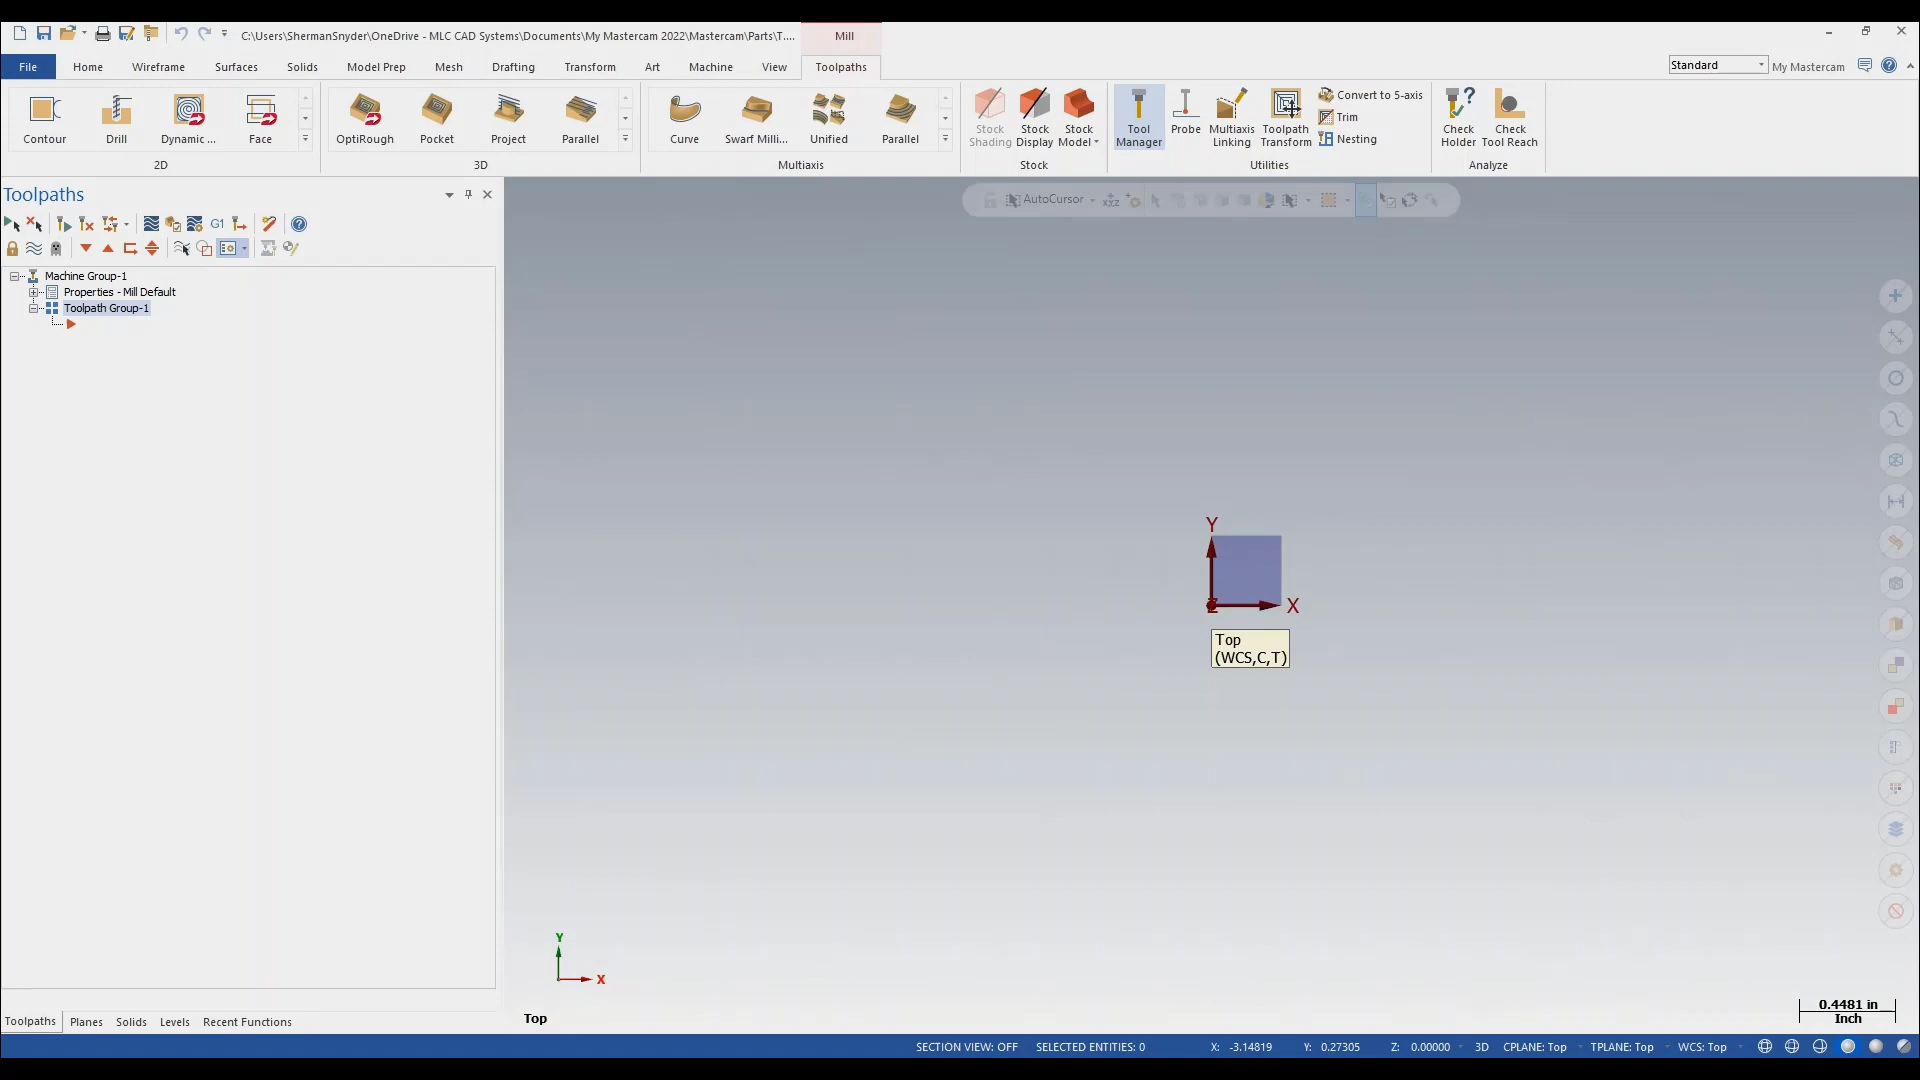 C:\Users\ShermanSnyder\OneDrive - MLC CAD Systems\Documents\My Mastercam 2022\Mastercam\Parts\T....
Mill
File
Home
Wireframe
Surfaces
Solids
Model Prep
Mesh
Drafting
Transform
Art
Machine
View
Toolpaths
Standard
My Mastercam
Contour
Drill
Dynamic ...
Face
2D
OptiRough
Pocket
Project
Parallel
3D
Curve
Swarf Milli...
Unified
Parallel
Multiaxis
Stock
Shading
Stock
Display
Stock
Model
Stock
Tool
Manager
Probe
Multiaxis
Linking
Toolpath
Transform
Convert to 5-axis
Trim
Nesting
Utilities
Check
Holder
Check
Tool Reach
Analyze
Toolpaths
G1
AutoCursor
XYZ
Machine Group-1
Properties - Mill Default
Toolpath Group-1
Y
Z
X
Top
(WCS,C,T)
Y
X
Top
0.4481 in
Inch
Toolpaths
Planes
Solids
Levels
Recent Functions
SECTION VIEW: OFF
SELECTED ENTITIES: 0
X: -3.14819
Y: 0.27305
Z: 0.00000
3D
CPLANE: Top
TPLANE: Top
WCS: Top